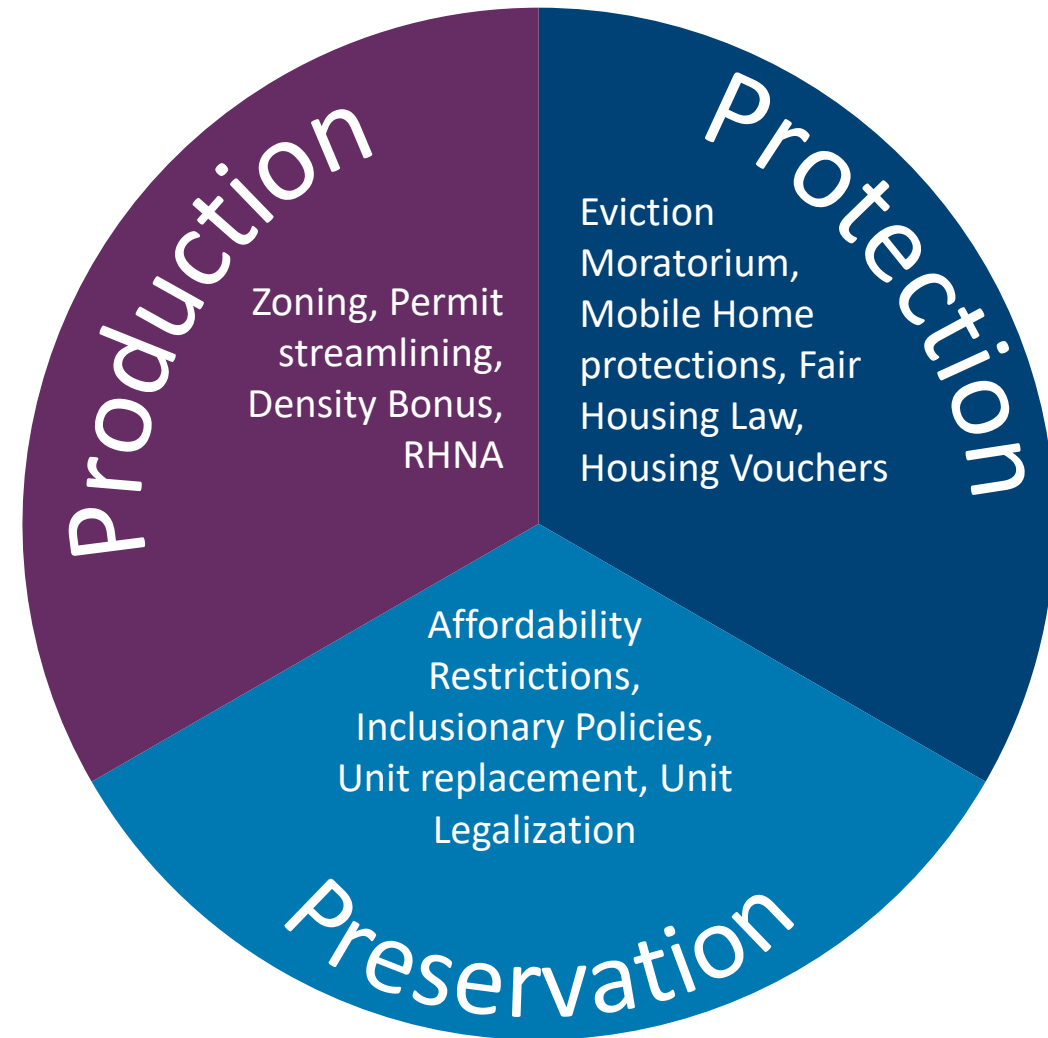 Production
Zoning, Permit
streamlining,
Density Bonus,
RHNA
Protection
Eviction
Moratorium,
Mobile Home
protections, Fair
Housing Law,
Housing Vouchers
Affordability
Restrictions,
Inclusionary Policies,
Unit replacement, Unit
Legalization
Preservation